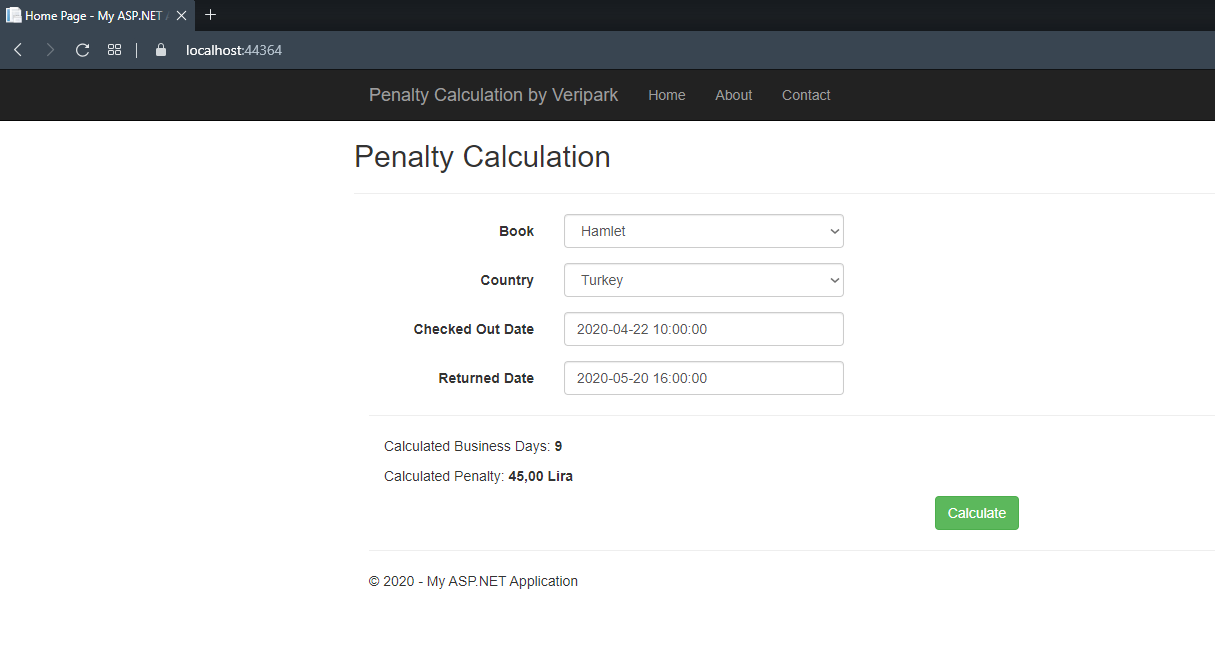 Home Page - My ASP.NET
localhost:44364
Penalty Calculation by Veripark Home About Contact
Penalty Calculation
Book Hamlet
Country Turkey
Checked Out Date 2020-04-22 10:00:00
Returned Date 2020-05-20 16:00:00
Calculated Business Days: 9
Calculated Penalty: 45,00 Lira
Calculate
© 2020 - My ASP.NET Application